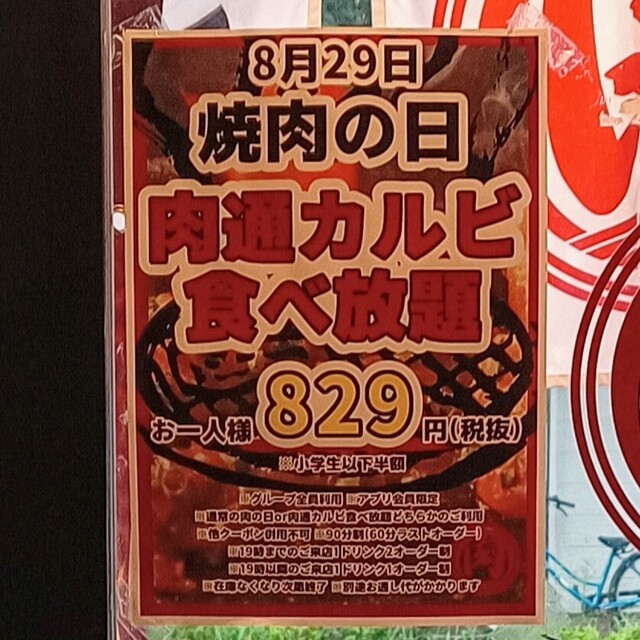 8月29日
焼肉の日
肉通カルビ
食べ放題
お一人様829円(税抜)
※小学生以下半額
※グループ全員利用 ※アプリ会員限定
※通常の肉の日or肉通カルビ食べ放題どちらかのご利用
※他クーポン併用不可 ※90分制(60分ラストオーダー)
※19時までのご来店1ドリンク2オーダー制
※19時以降のご来店1ドリンク1オーダー制
※在庫なくなり次第終了 ※別途お通し代がかかります